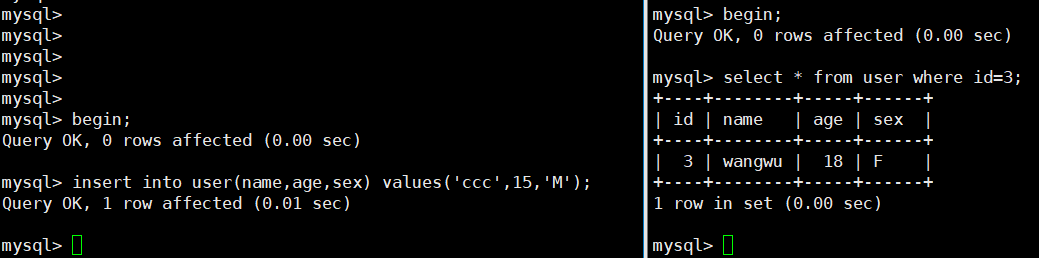 mysql>
mysql>
mysql>
mysql>
mysql>
mysql> begin;
Query OK, 0 rows affected (0.00 sec)

mysql> insert into user(name,age,sex) values('ccc',15,'M');
Query OK, 1 row affected (0.01 sec)

mysql>
mysql> begin;
Query OK, 0 rows affected (0.00 sec)

mysql> select * from user where id=3;
+----+--------+-----+------+
| id | name   | age | sex  |
+----+--------+-----+------+
|  3 | wangwu |  18 | F    |
+----+--------+-----+------+
1 row in set (0.00 sec)

mysql>